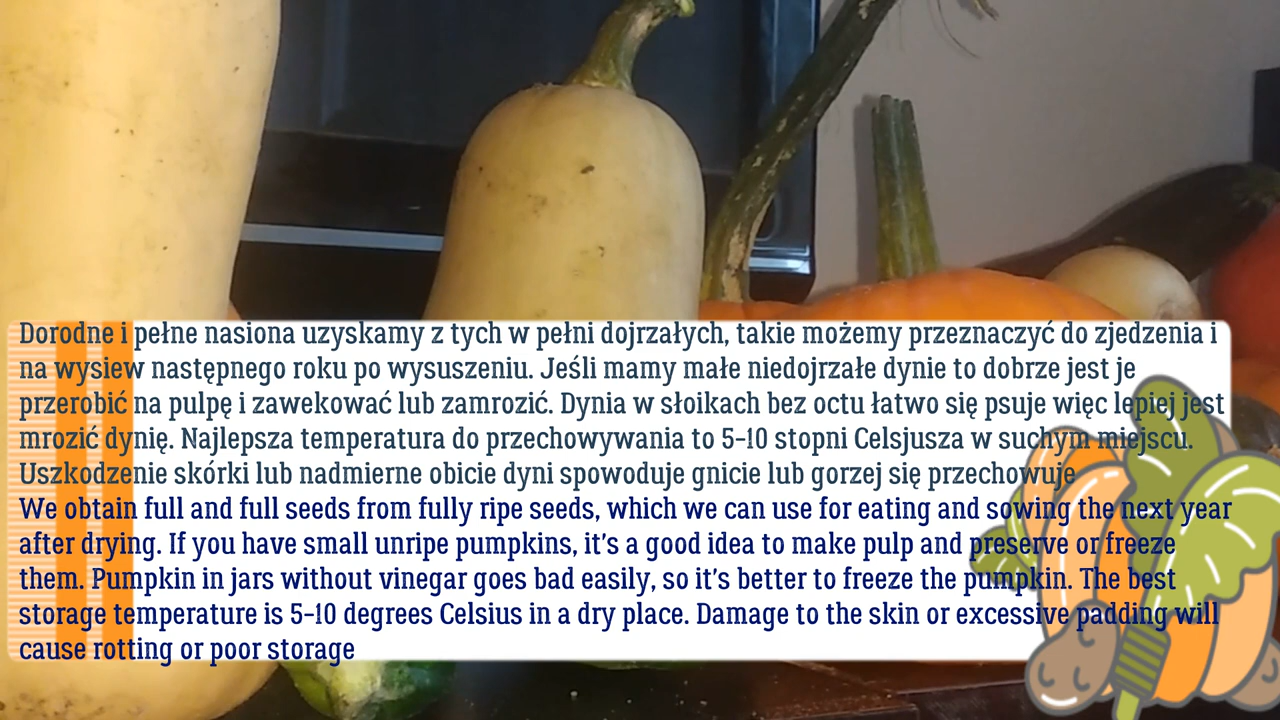 Dorodne i pełne nasiona uzyskamy z tych w pełni dojrzałych, takie możemy przeznaczyć do zjedzenia i
na wysiew następnego roku po wysuszeniu. Jeśli mamy małe niedojrzałe dynie to dobrze jest je
przerobić na pulpę i zawekować lub zamrozić. Dynia w słoikach bez octu łatwo się psuje więc lepiej jest
mrozić dynię. Najlepsza temperatura do przechowywania to 5-10 stopni Celsjusza w suchym miejscu.
Uszkodzenie skórki lub nadmierne obicie dyni spowoduje gnicie lub gorzej się przechowuje
We obtain full and full seeds from fully ripe seeds, which we can use for eating and sowing the next year
after drying. If you have small unripe pumpkins, it's a good idea to make pulp and preserve or freeze
them. Pumpkin in jars without vinegar goes bad easily, so it's better to freeze the pumpkin. The best
storage temperature is 5-10 degrees Celsius in a dry place. Damage to the skin or excessive padding will
cause rotting or poor storage